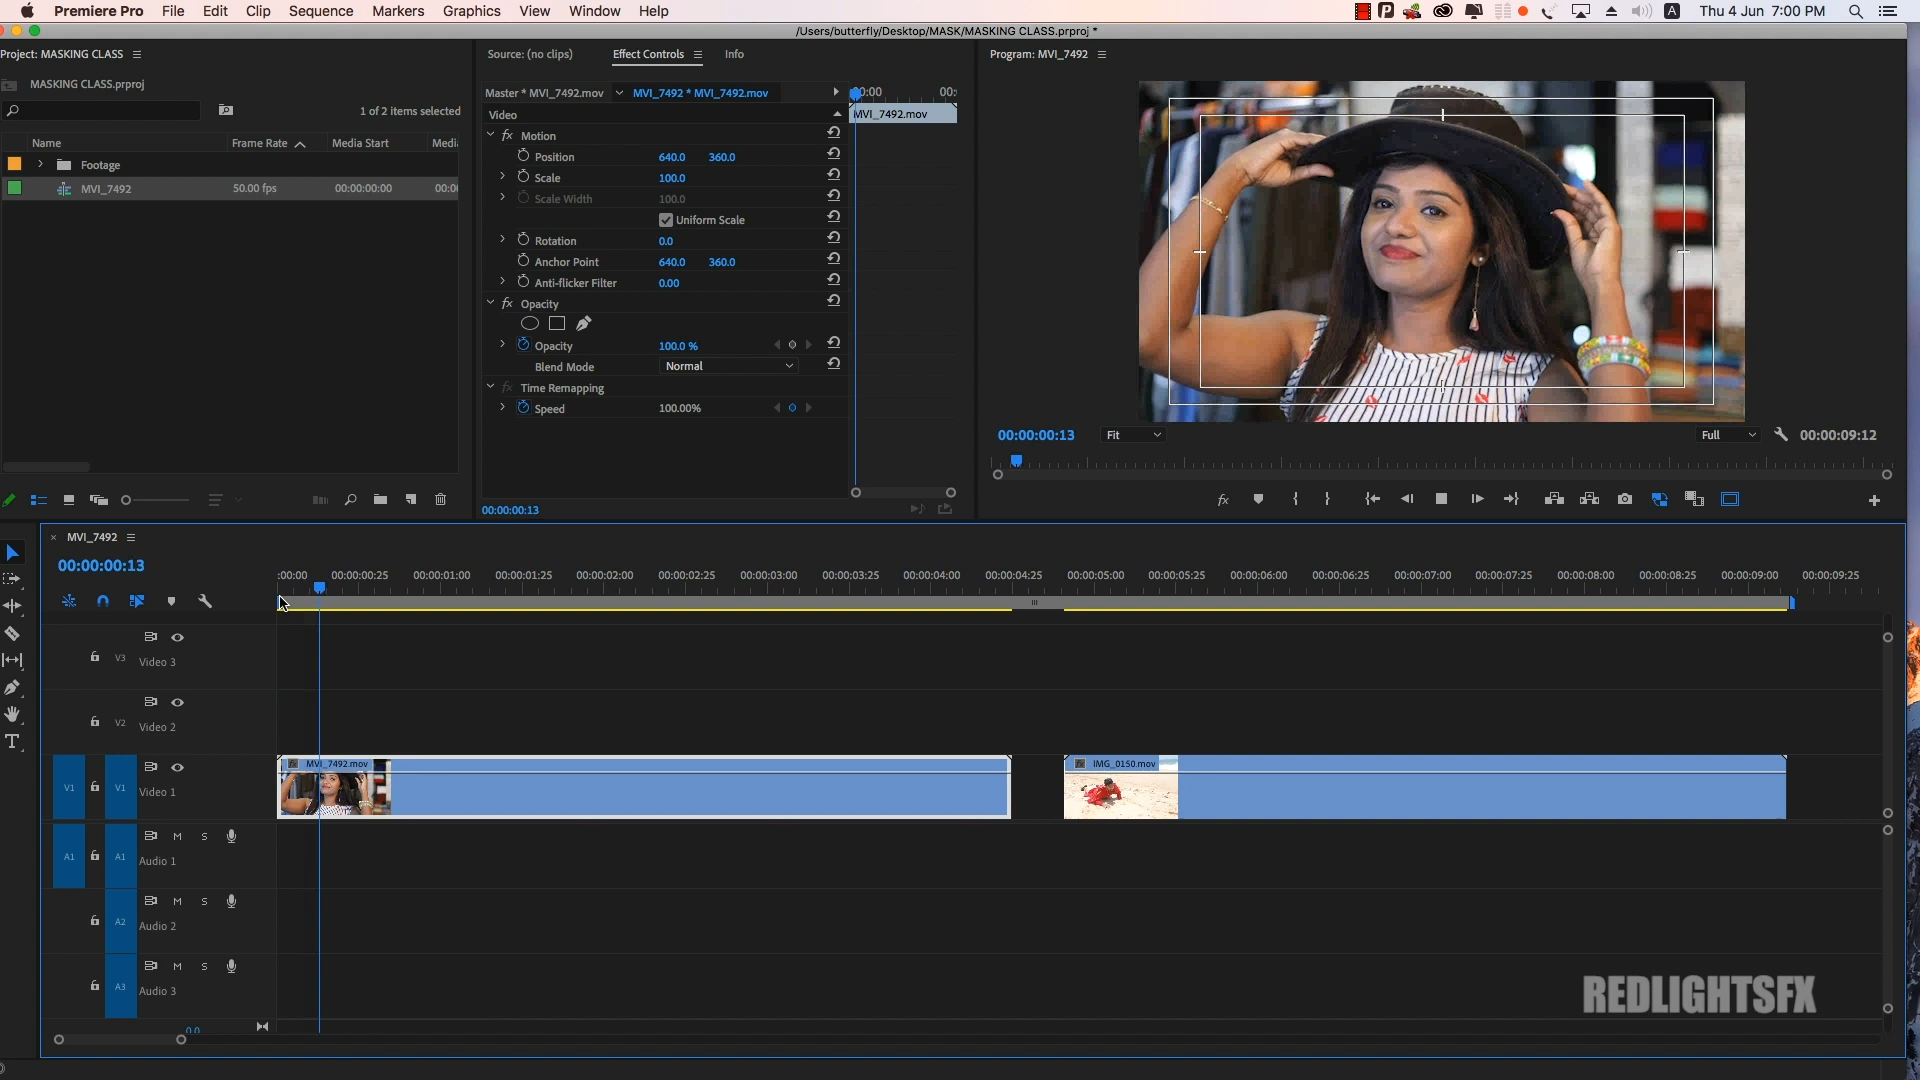 Premiere Pro File Edit Clip Sequence Markers Graphics View Window Help
Thu 4 Jun 7:00 PM
/Users/butterfly/Desktop/MASK/MASKING CLASS.prproj *
Project: MASKING CLASS
MASKING CLASS.prproj
1 of 2 items selected
Name Frame Rate Media Start Media
Footage
MVI_7492 50.00 fps 00:00:00:00
Source: (no clips) Effect Controls Info
Master * MVI_7492.mov MVI_7492 * MVI_7492.mov
Video
MVI_7492.mov
fx Motion
Position 640.0 360.0
Scale 100.0
Scale Width 100.0
Uniform Scale
Rotation 0.0
Anchor Point 640.0 360.0
Anti-flicker Filter 0.00
fx Opacity
Opacity 100.0 %
Blend Mode Normal
fx Time Remapping
Speed 100.00%
00:00:00:13
Program: MVI_7492
00:00:00:13 Fit Full 00:00:09:12
MVI_7492
00:00:00:13
:00:00 00:00:00:25 00:00:01:00 00:00:01:25 00:00:02:00 00:00:02:25 00:00:03:00 00:00:03:25 00:00:04:00 00:00:04:25 00:00:05:00 00:00:05:25 00:00:06:00 00:00:06:25 00:00:07:00 00:00:07:25 00:00:08:00 00:00:08:25 00:00:09:00 00:00:09:25
V3 Video 3
V2 Video 2
V1 V1 Video 1
fx MVI_7492.mov
fx IMG_0150.mov
M S
A1 A1 Audio 1
M S
A2 Audio 2
M S
A3 Audio 3
0.0
REDLIGHTSFX